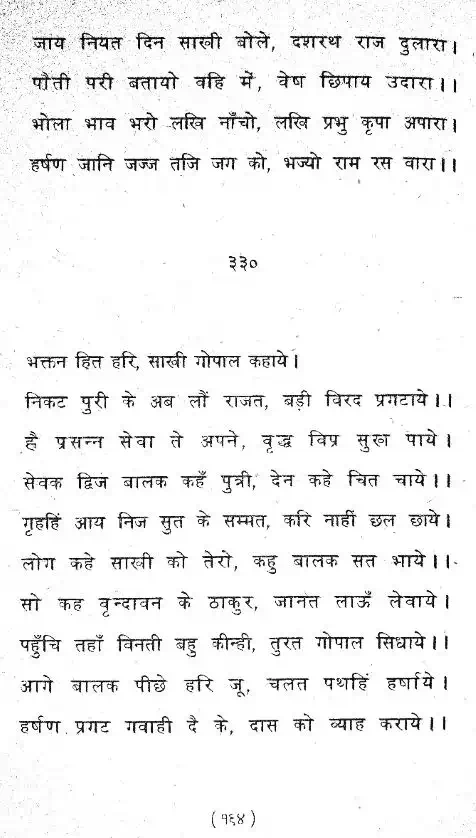 जाय नियत दिन साखी बोले, दशरथ राज दुलारा।
पौती परी बतायो वहि में, वेष छिपाय उदारा।।
भोला भाव भरो लखि नाँचो, लखि प्रभु कृपा अपारा।
हर्षण जानि जज्ज तजि जग को, भज्यो राम रस वारा।।
३३०
भक्तन हित हरि, साखी गोपाल कहाये।
निकट पुरी के अब लौं राजत, बड़ी विरद प्रगटाये।।
है प्रसन्न सेवा ते अपने, वृद्ध विप्र सुख पाये।
सेवक द्विज बालक कहँ पुत्री, देन कहे चित चाये।।
गृहहिं आय निज सुत के सम्मत, करि नाहीं छल छाये।
लोग कहे साखी को तेरो, कहु बालक सत भाये।।
सो कह वृन्दावन के ठाकुर, जानत लाऊँ लेवाये।
पहुँचि तहाँ विनती बहु कीन्ही, तुरत गोपाल सिधाये।।
आगे बालक पीछे हरि जू, चलत पथहिं हर्षाये।
हर्षण प्रगट गवाही दै के, दास को ब्याह कराये।।
(१६४)